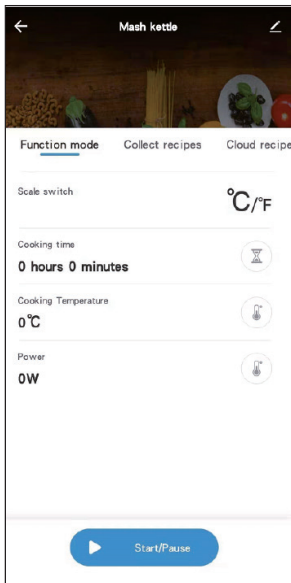 Mash kettle
Function mode Collect recipes Cloud recipe
Scale switch
°C/°F
Cooking time
0 hours 0 minutes
Cooking Temperature
0°C
Power
0W
Start/Pause